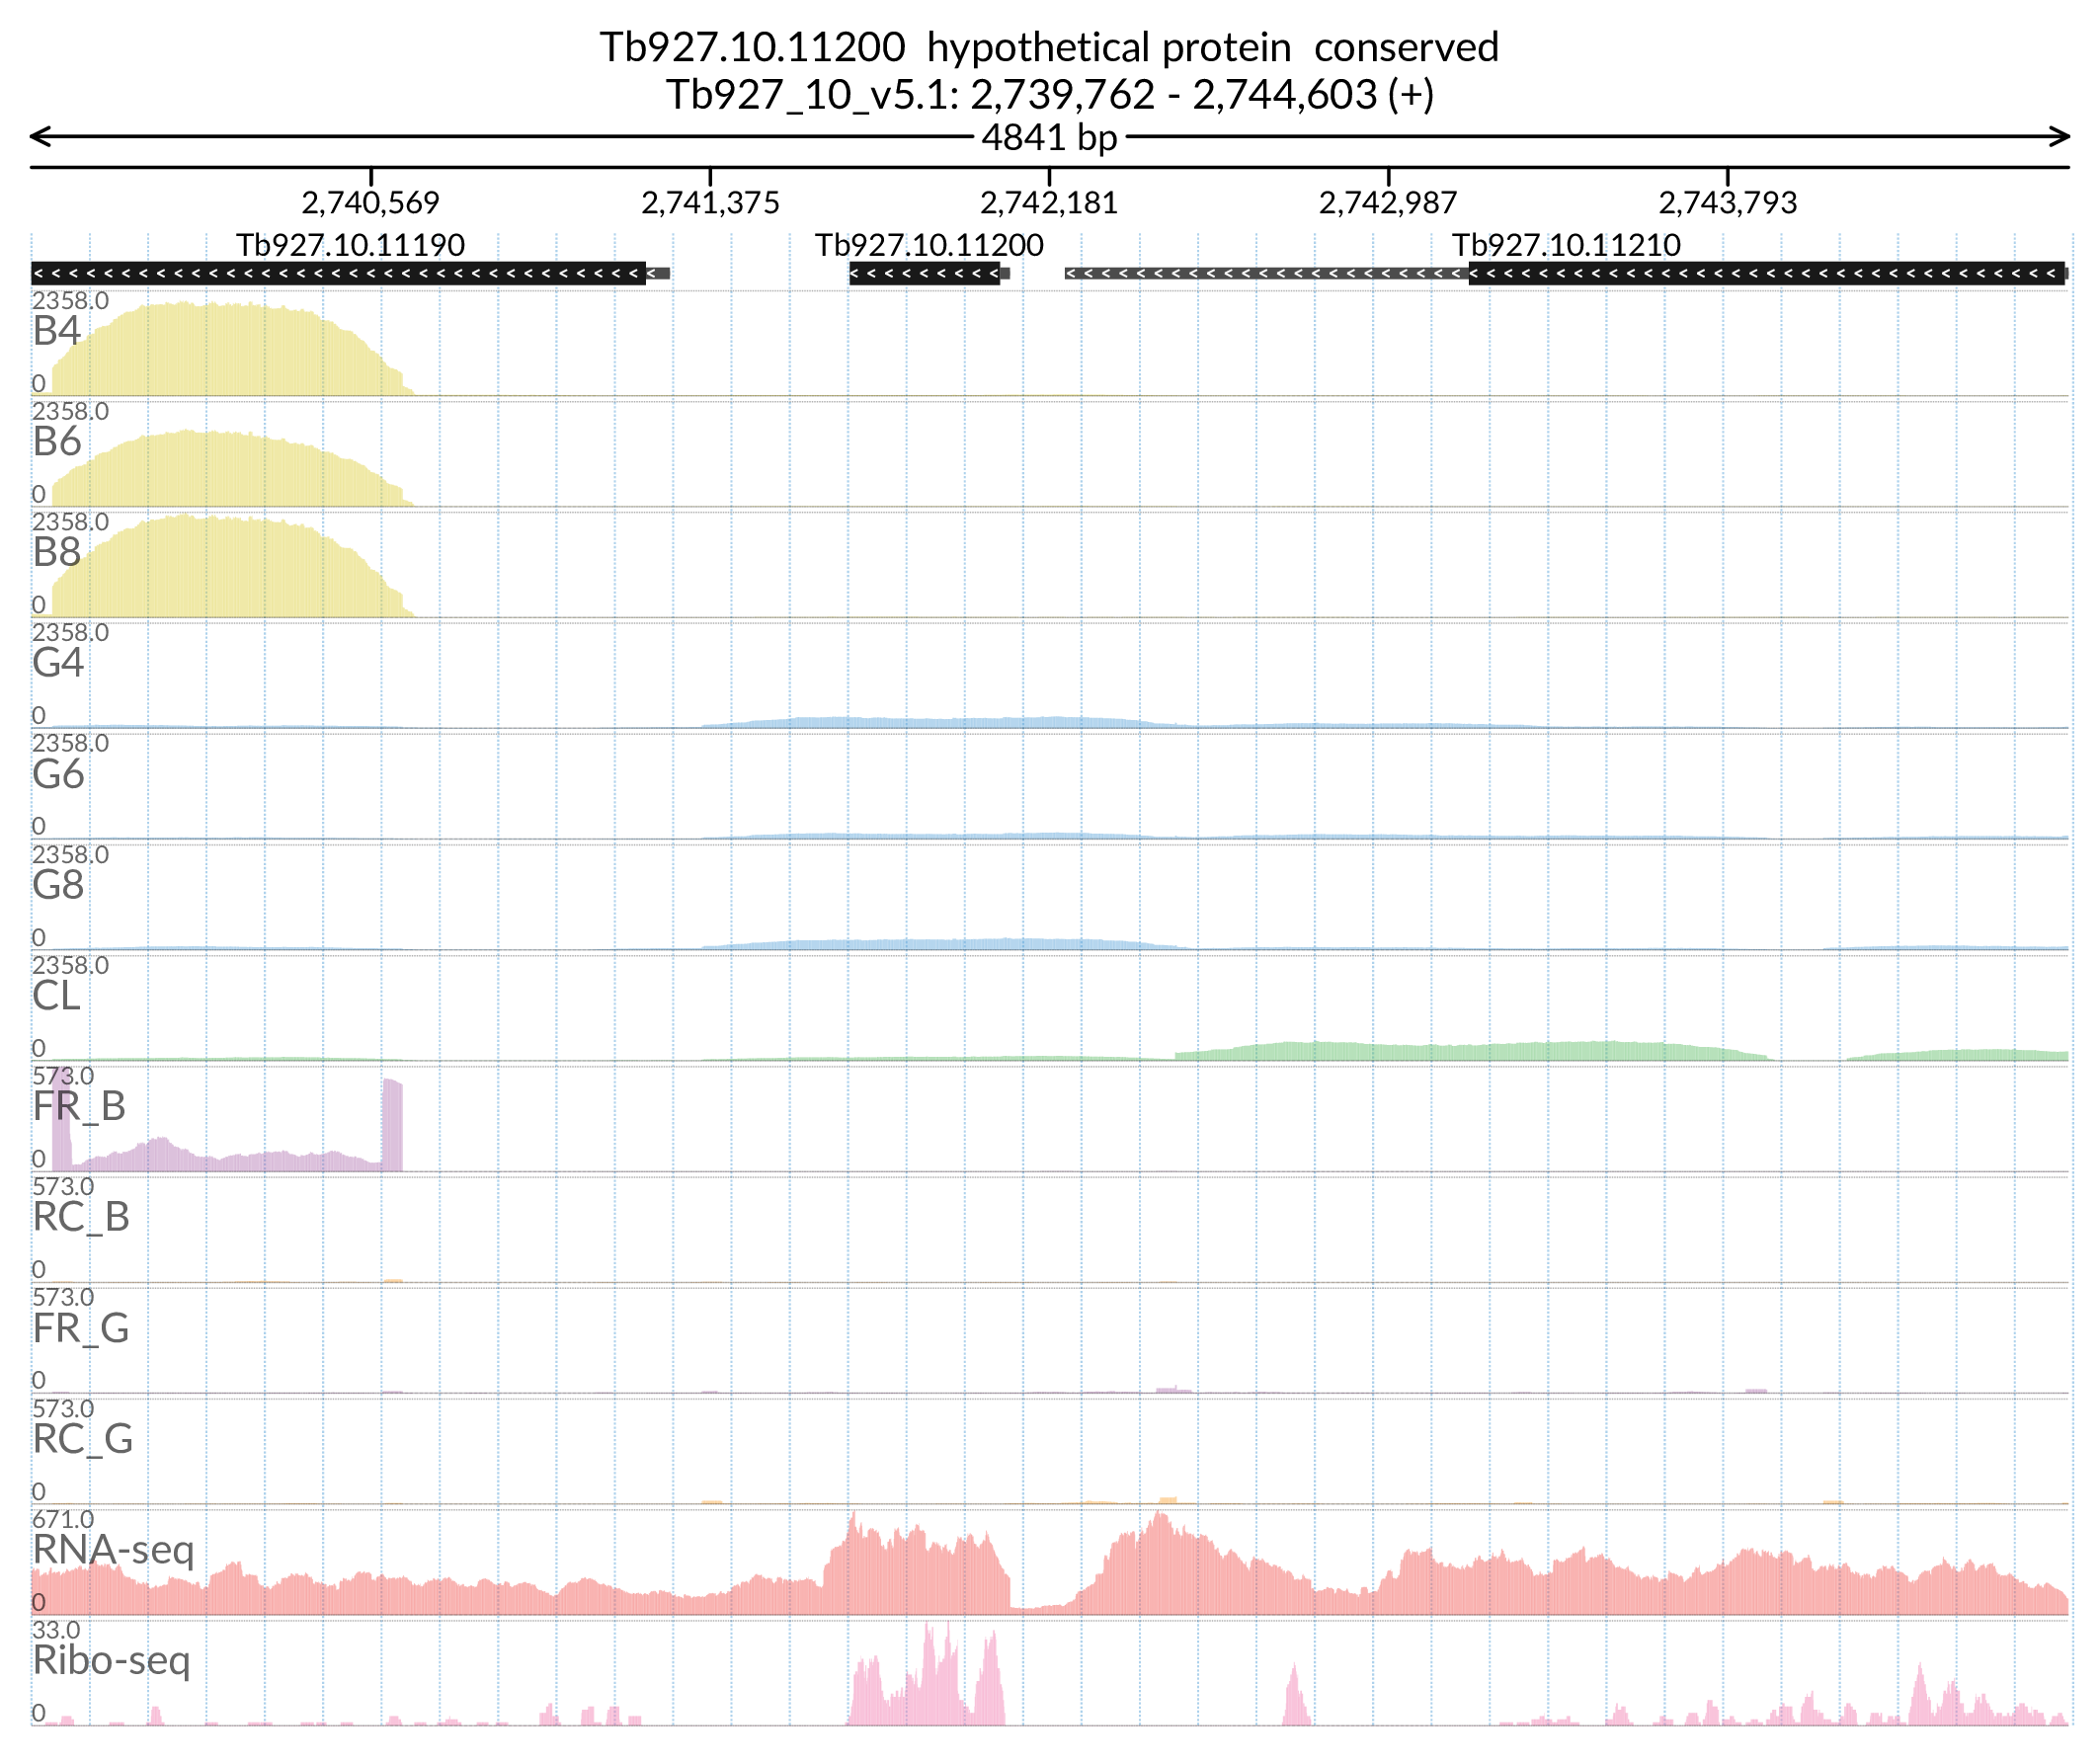 Tb927.10.11200  hypothetical protein  conserved
Tb927_10_v5.1: 2,739,762 - 2,744,603 (+)
4841 bp
2,740,569 2,741,375 2,742,181 2,742,987 2,743,793
Tb927.10.11190 Tb927.10.11200 Tb927.10.11210
2358.0
B4
0
2358.0
B6
0
2358.0
B8
0
2358.0
G4
0
2358.0
G6
0
2358.0
G8
0
2358.0
CL
0
573.0
FR_B
0
573.0
RC_B
0
573.0
FR_G
0
573.0
RC_G
0
671.0
RNA-seq
0
33.0
Ribo-seq
0